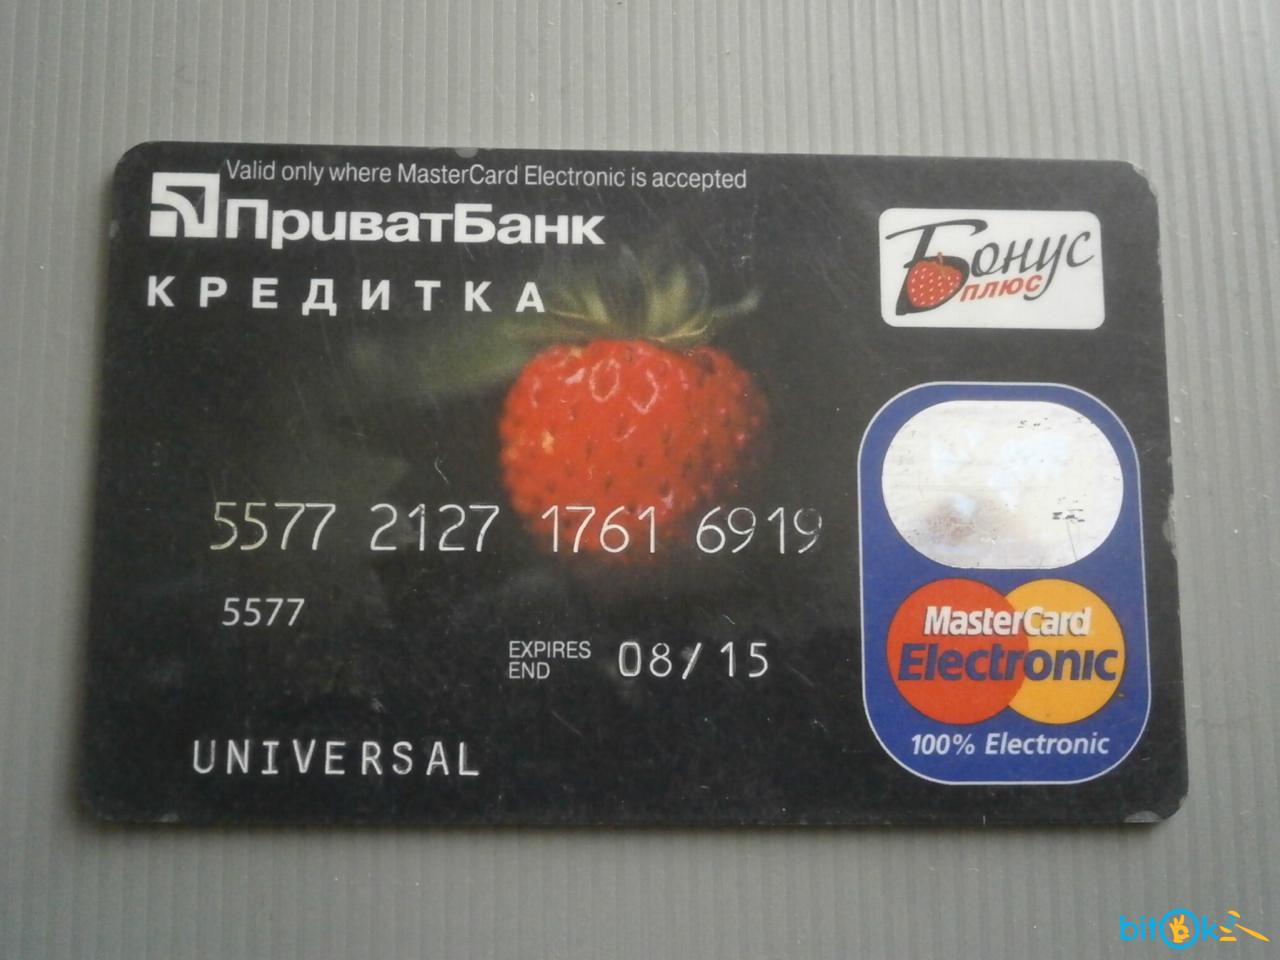 Valid only where MasterCard Electronic is accepted
ПриватБанк
КРЕДИТКА
Бонус
ПЛЮС
5577 2127 1761 6919
5577
EXPIRES
END 08/15
UNIVERSAL
MasterCard
Electronic
100% Electronic
bitOk